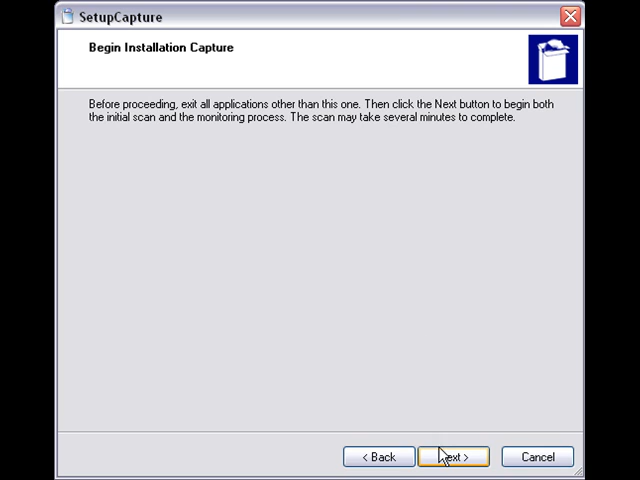 SetupCapture
Begin Installation Capture
Before proceeding, exit all applications other than this one. Then click the Next button to begin both
the initial scan and the monitoring process. The scan may take several minutes to complete.
< Back Next > Cancel